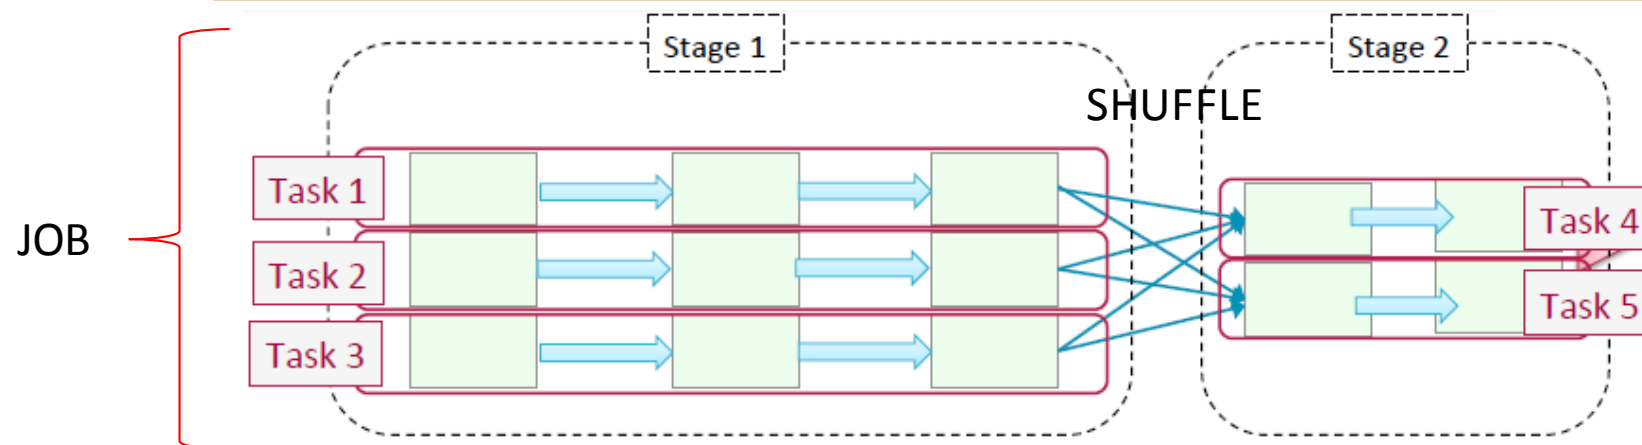 Stage 1
Stage 2
SHUFFLE
Task 1
Task 4
JOB
Task 2
Task 5
Task 3